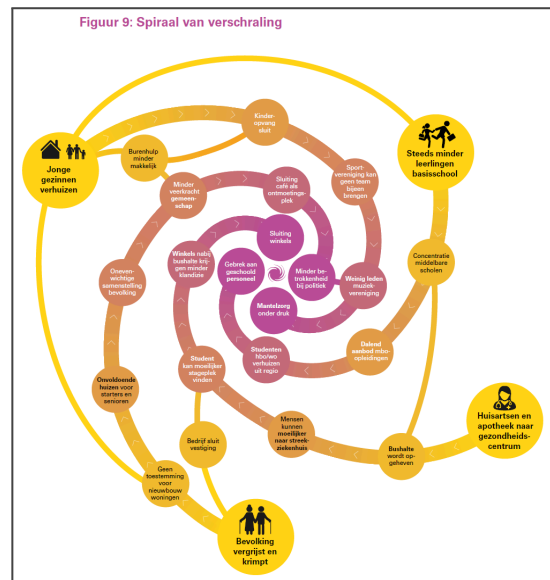 Figuur 9: Spiraal van verschraling
Kinder-
opvang
sluit
Jonge
gezinnen
verhuizen
Burenhulp
minder
makkelijk
Steeds minder
leerlingen
basisschool
Minder
veerkracht
gemeen-
schap
Sluiting
café als
ontmoetings-
plek
Sport-
vereniging kan
geen team
bijeen
brengen
Sluiting
winkels
Winkels nabij
bushalte krij-
gen minder
klandizie
Gebrek aan
geschoold
personeel
Minder be-
trokkenheid
bij politiek
Weinig leden
muziek-
vereniging
Concentratie
middelbare
scholen
Oneven-
wichtige
samenstelling
bevolking
Mantelzorg
onder druk
Dalend
aanbod mbo-
opleidingen
Studenten
hbo/wo
verhuizen
uit regio
Student
kan moeilijker
stageplek
vinden
Onvoldoende
huizen voor
starters en
senioren
Huisartsen en
apotheek naar
gezondheids-
centrum
Mensen
kunnen
moeilijker
naar streek-
ziekenhuis
Bedrijf sluit
vestiging
Bushalte
wordt op-
geheven
Geen
toestemming
voor
nieuwbouw
woningen
Bevolking
vergrijst en
krimpt